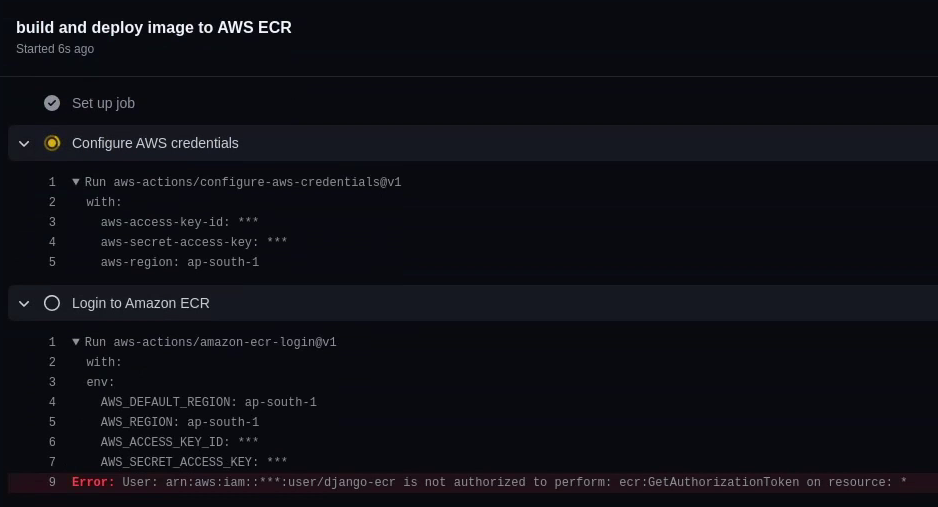 build and deploy image to AWS ECR
Started 6s ago
Set up job
Configure AWS credentials
1 ▼ Run aws-actions/configure-aws-credentials@v1
2 with:
3 aws-access-key-id: ***
4 aws-secret-access-key: ***
5 aws-region: ap-south-1
Login to Amazon ECR
1 ▼ Run aws-actions/amazon-ecr-login@v1
2 with:
3 env:
4 AWS_DEFAULT_REGION: ap-south-1
5 AWS_REGION: ap-south-1
6 AWS_ACCESS_KEY_ID: ***
7 AWS_SECRET_ACCESS_KEY: ***
9 Error: User: arn:aws:iam::***:user/django-ecr is not authorized to perform: ecr:GetAuthorizationToken on resource: *